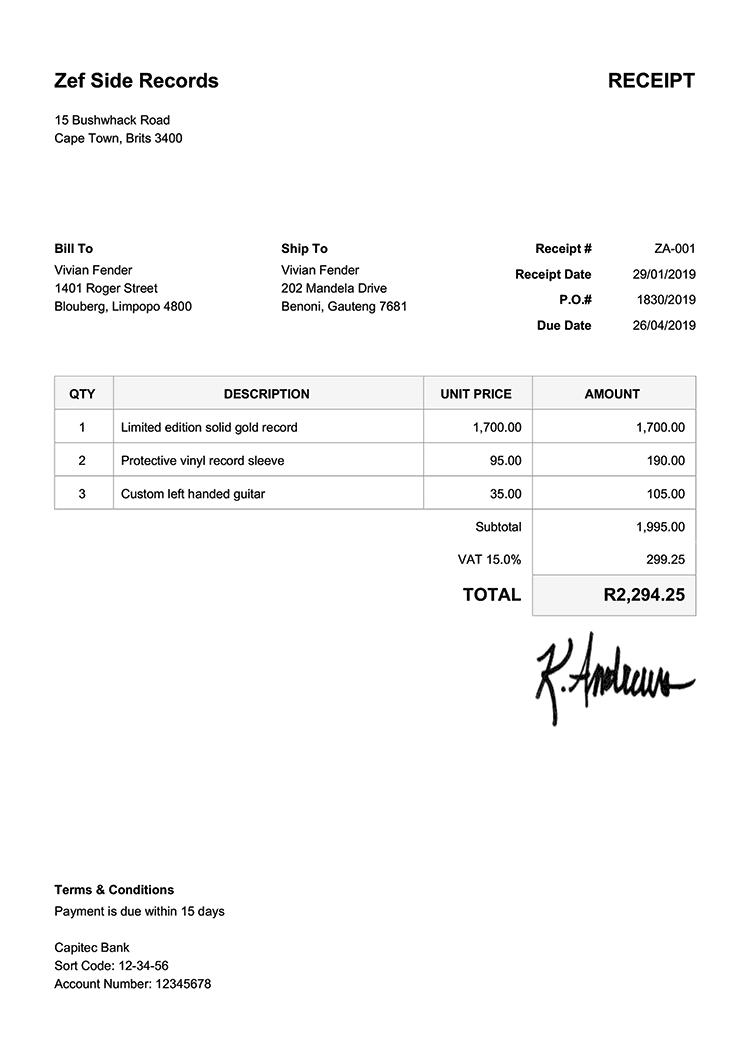 Zef Side Records
RECEIPT
15 Bushwhack Road
Cape Town, Brits 3400
Bill To
Vivian Fender
1401 Roger Street
Blouberg, Limpopo 4800
Ship To
Vivian Fender
202 Mandela Drive
Benoni, Gauteng 7681
Receipt # ZA-001
Receipt Date 29/01/2019
P.O.# 1830/2019
Due Date 26/04/2019
QTY DESCRIPTION UNIT PRICE AMOUNT
1 Limited edition solid gold record 1,700.00 1,700.00
2 Protective vinyl record sleeve 95.00 190.00
3 Custom left handed guitar 35.00 105.00
Subtotal 1,995.00
VAT 15.0% 299.25
TOTAL R2,294.25
K. Andrews
Terms & Conditions
Payment is due within 15 days
Capitec Bank
Sort Code: 12-34-56
Account Number: 12345678